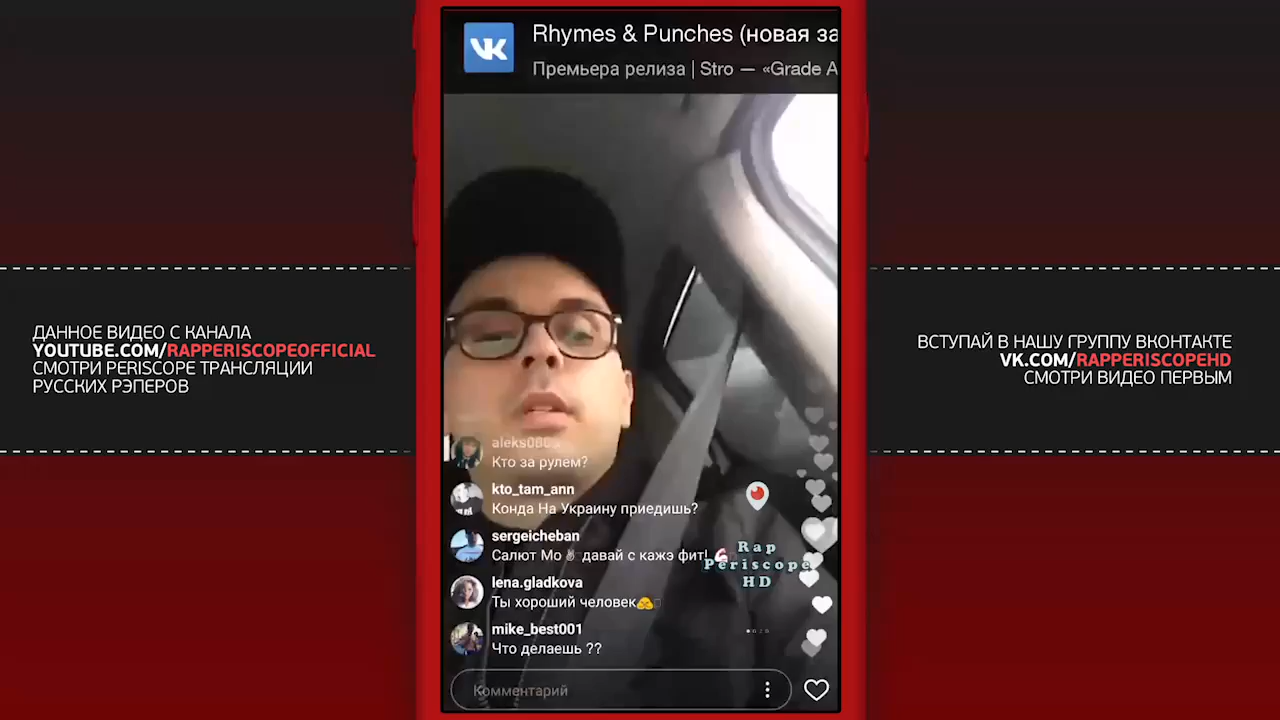 VK
Rhymes & Punches (новая за
Премьера релиза | Stro — «Grade A
ДАННОЕ ВИДЕО С КАНАЛА
YOUTUBE.COM/RAPPERISCOPEOFFICIAL
СМОТРИ PERISCOPE ТРАНСЛЯЦИИ
РУССКИХ РЭПЕРОВ
ВСТУПАЙ В НАШУ ГРУППУ ВКОНТАКТЕ
VK.COM/RAPPERISCOPEHD
СМОТРИ ВИДЕО ПЕРВЫМ
Кто за рулем?
kto_tam_ann
Конда На Украину приедишь?
sergeicheban
Салют Мо✌🏻давай с кажэ фит!💪
lena.gladkova
Ты хороший человек🙏
mike_best001
Что делаешь ??
Rap
Periscope
HD
Комментарий